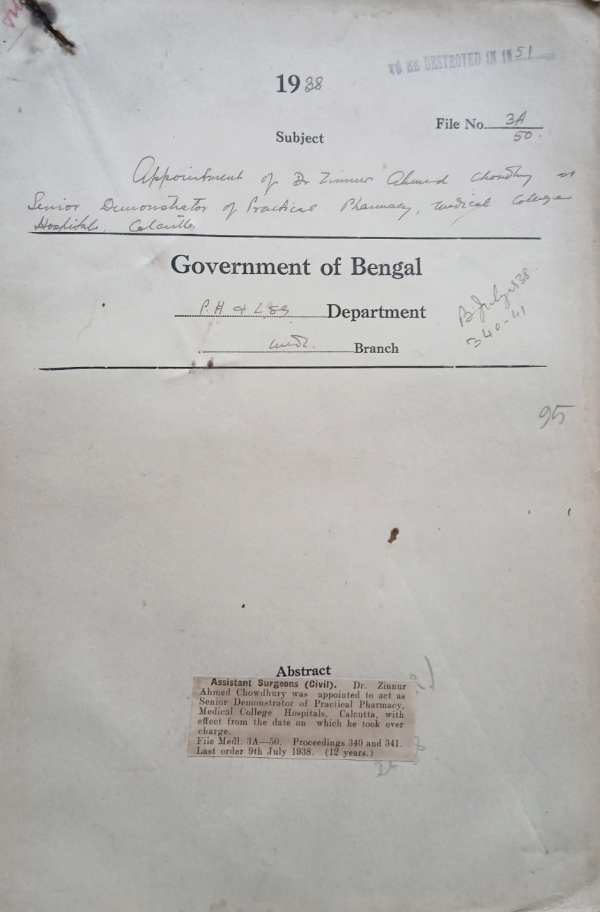 TO BE DESTROYED IN 1951
1938
File No. 3A/50.
Subject
Appointment of Dr Zinnur Ahmed Chowdhury as
Senior Demonstrator of Practical Pharmacy, Medical College
Hospitals, Calcutta.
Government of Bengal
P.H & LSG Department
Medl. Branch
B July 1938.
340-41
95
Abstract
Assistant Surgeons (Civil). Dr. Zinnur
Ahmed Chowdhury was appointed to act as
Senior Demonstrator of Practical Pharmacy,
Medical College Hospitals, Calcutta, with
effect from the date on which he took over
charge.
File Medl. 3A—50. Proceedings 340 and 341.
Last order 9th July 1938. (12 years.)